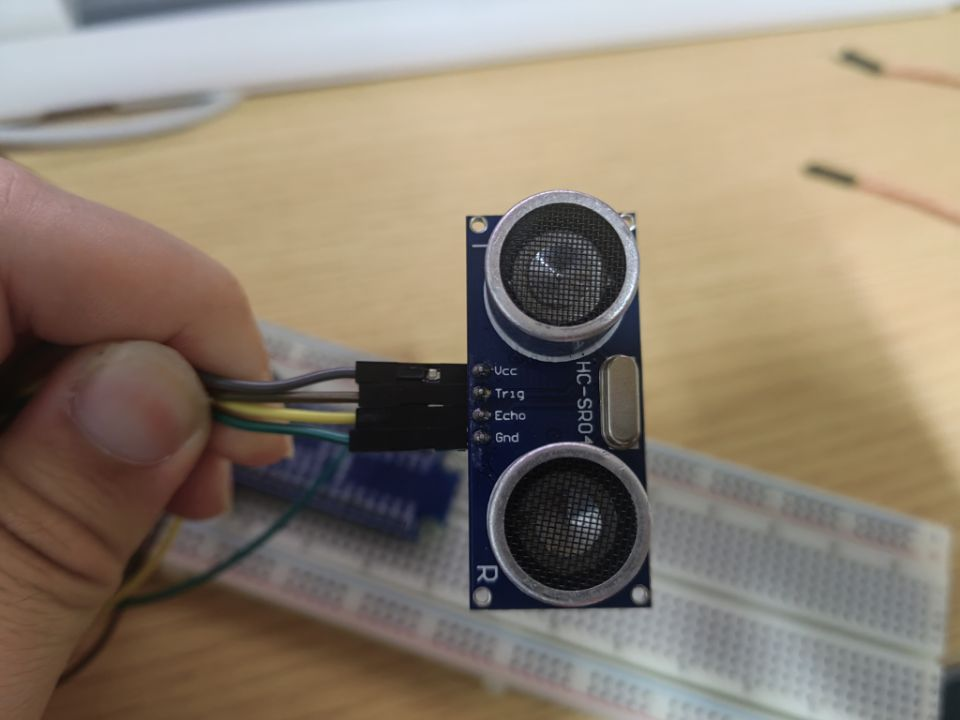 T
Vcc
Trig
Echo
Gnd
HC-SR04
R